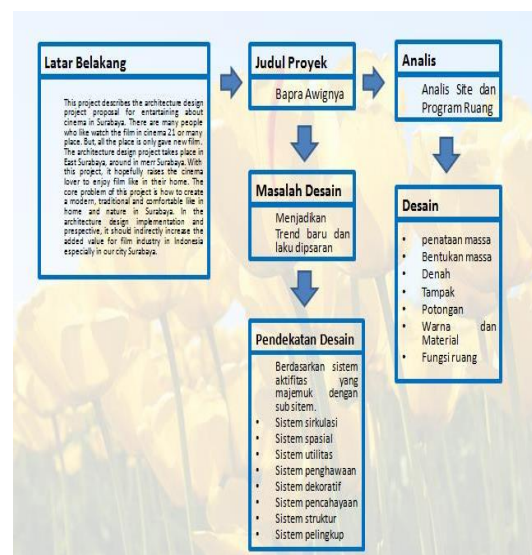 Latar Belakang
This project describes the architecture design
project proposal for entartaining about
cinema in Surabaya. There are many people
who like watch the film in cinema 21 or many
place. But, all the place is only gave new film.
The architecture design project takes place in
East Surabaya, around in merr Surabaya. With
this project, it hopefully raises the cinema
lover to enjoy film like in their home. The
core problem of this project is how to create
a modern, traditional and comfortable like in
home and nature in Surabaya. In the
architecture design implementation and
prespective, it should indirectly increase the
added value for film industry in Indonesia
especially in our city Surabaya.
Judul Proyek
Bapra Awignya
Masalah Desain
Menjadikan
Trend baru dan
laku dipsaran
Pendekatan Desain
Berdasarkan sistem
aktifitas yang
majemuk dengan
sub sitem.
• Sistem sirkulasi
• Sistem spasial
• Sistem utilitas
• Sistem penghawaan
• Sistem dekoratif
• Sistem pencahayaan
• Sistem struktur
• Sistem pelingkup
Analis
Analis Site dan
Program Ruang
Desain
• penataan massa
• Bentukan massa
• Denah
• Tampak
• Potongan
• Warna dan
Material
• Fungsi ruang